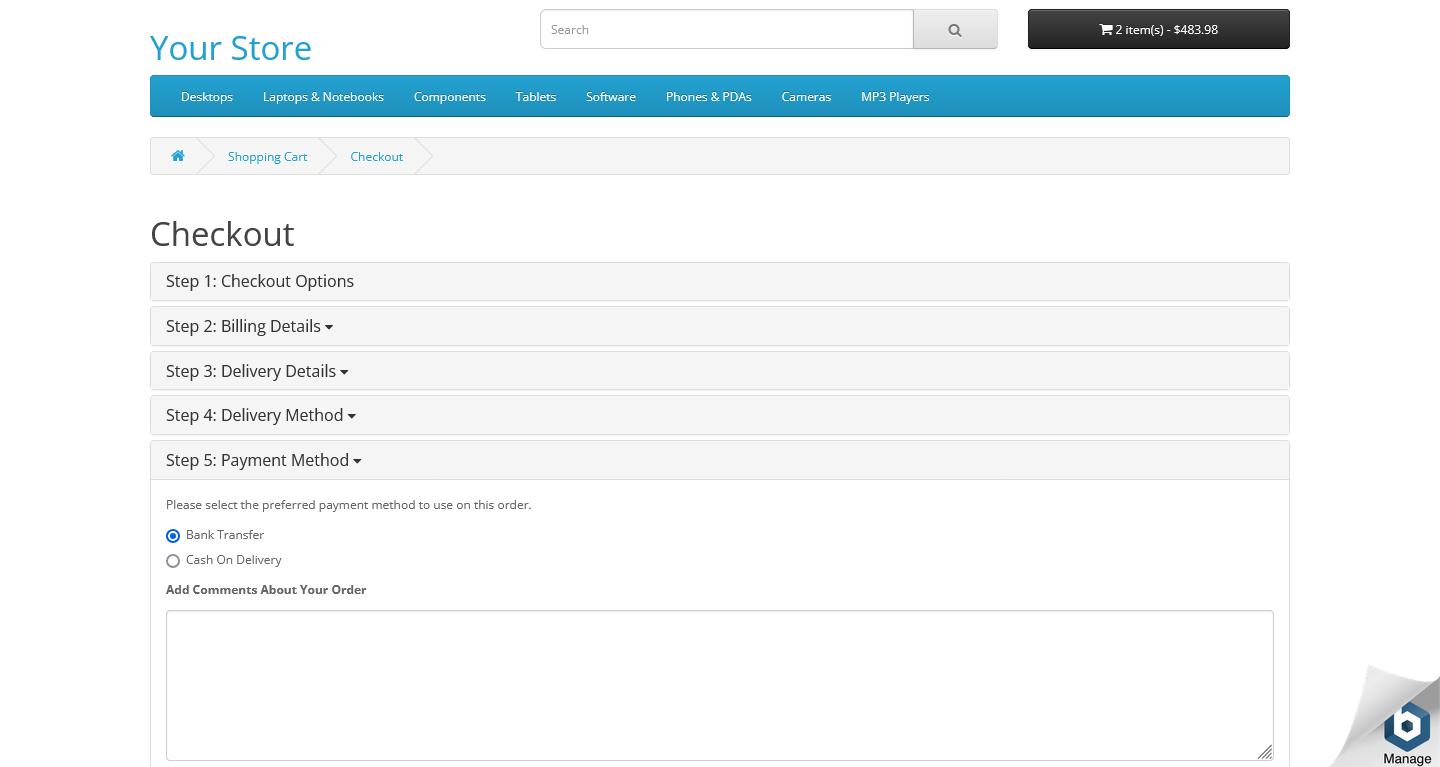 Your Store
Search
2 item(s) - $483.98
Desktops Laptops & Notebooks Components Tablets Software Phones & PDAs Cameras MP3 Players
Shopping Cart Checkout
Checkout
Step 1: Checkout Options
Step 2: Billing Details
Step 3: Delivery Details
Step 4: Delivery Method
Step 5: Payment Method
Please select the preferred payment method to use on this order.
Bank Transfer
Cash On Delivery
Add Comments About Your Order
Manage